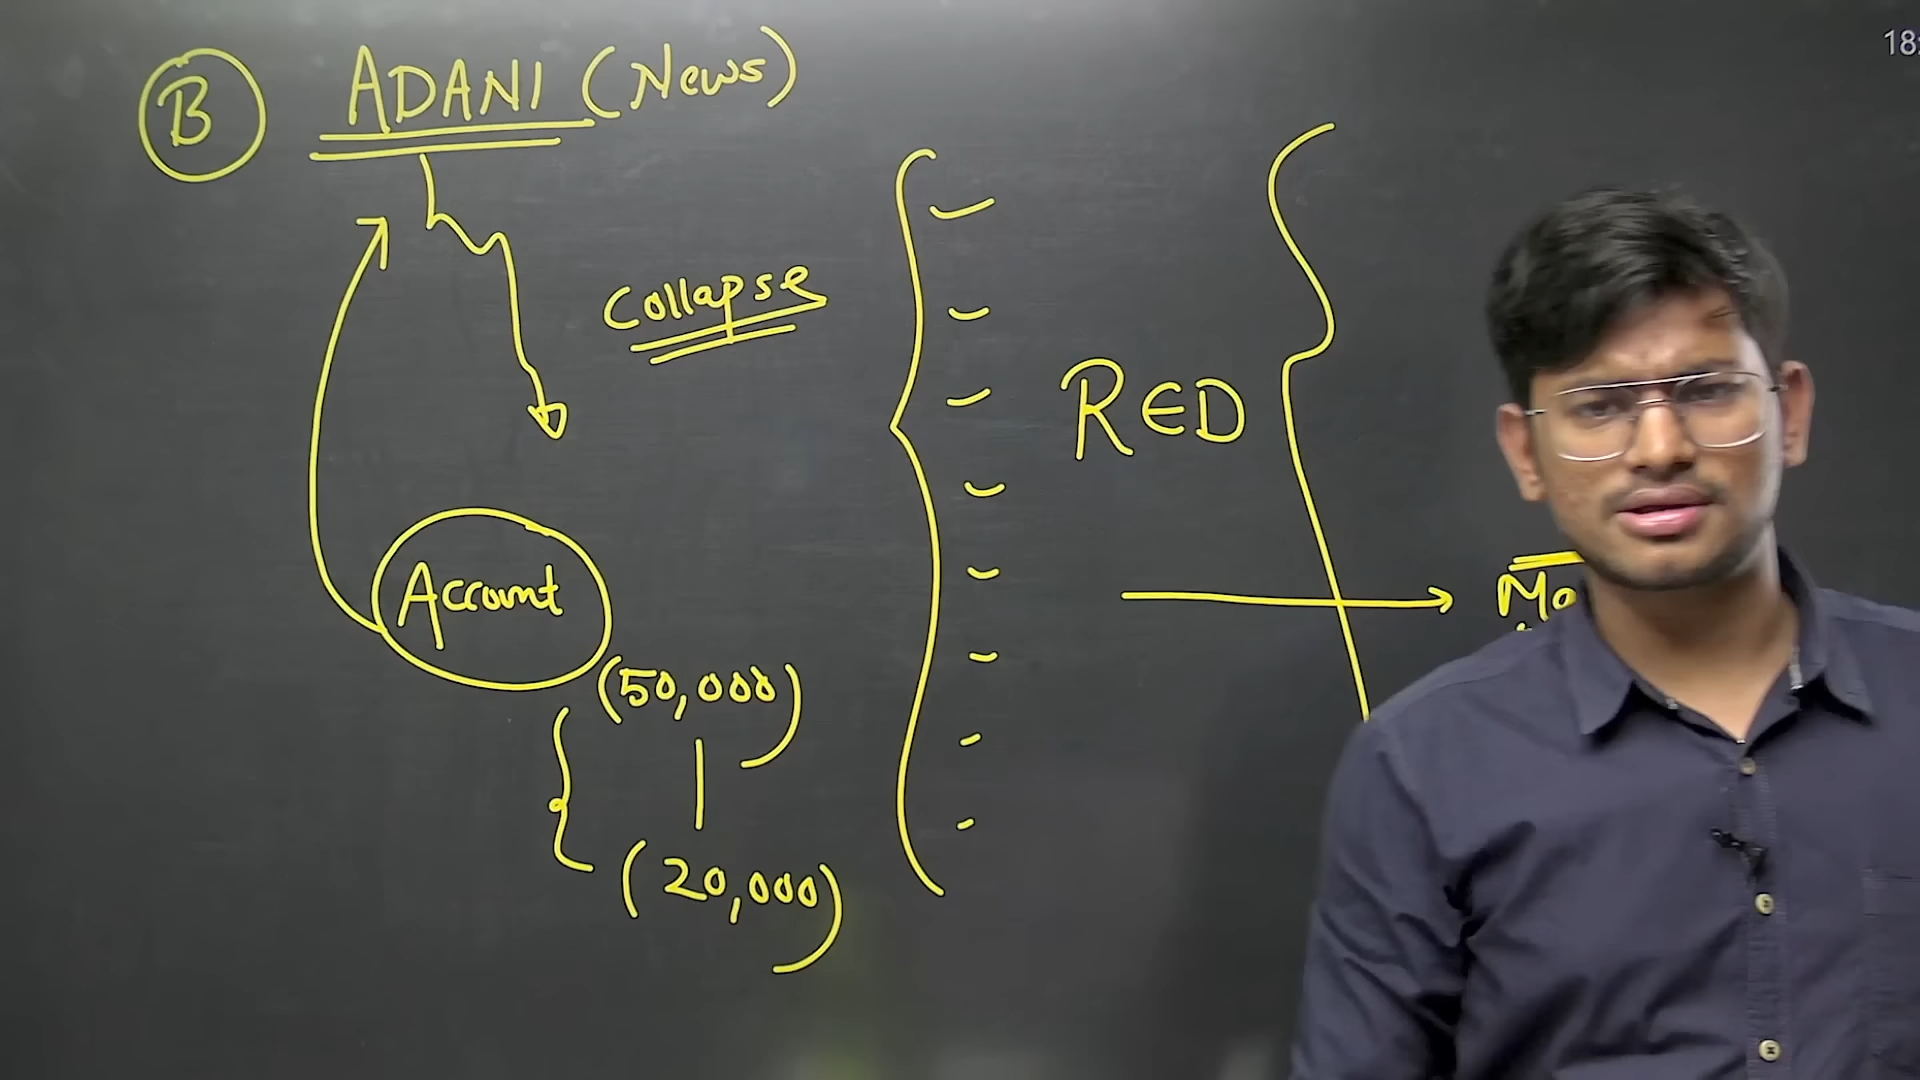 B ADANI (News)
Collapse
RED
Account
(50,000)
(20,000)